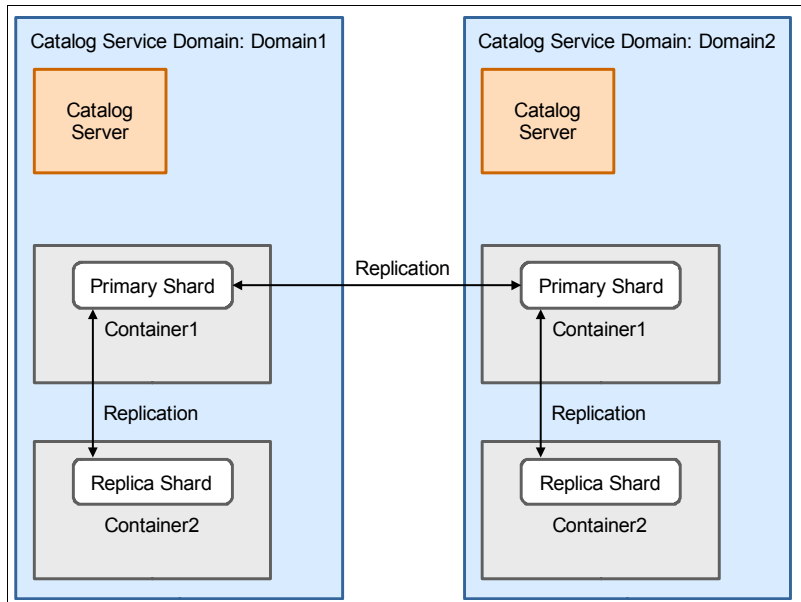 Catalog Service Domain: Domain1
Catalog
Server
Primary Shard
Container1
Replication
Replica Shard
Container2
Replication
Catalog Service Domain: Domain2
Catalog
Server
Primary Shard
Container1
Replication
Replica Shard
Container2